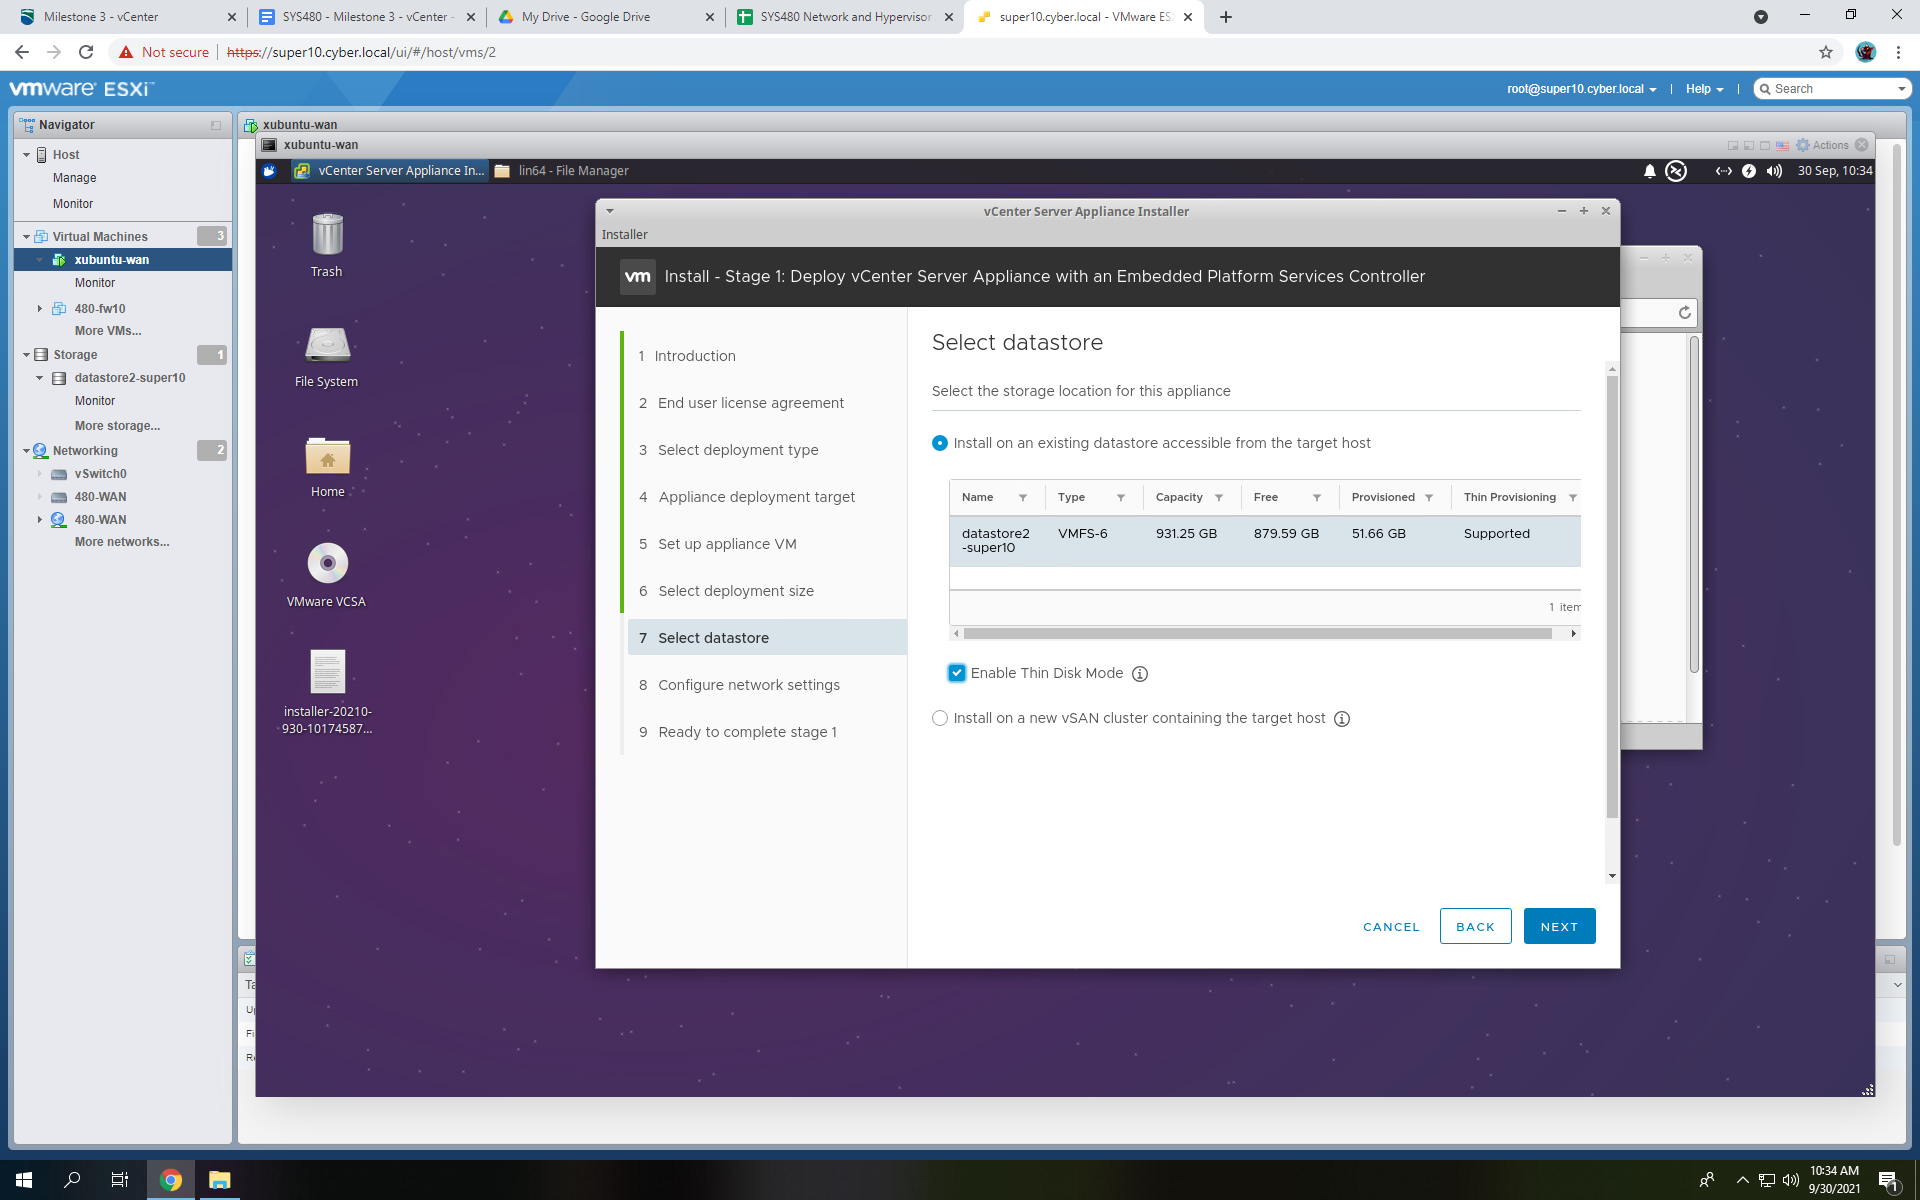 Milestone 3 - vCenter
SYS480 - Milestone 3 - vCenter -
My Drive - Google Drive
SYS480 Network and Hypervisor
super10.cyber.local - VMware ES
Not secure
https://super10.cyber.local/ui/#/host/vms/2
vmware ESXi™
root@super10.cyber.local
Help
Search
Navigator
Host
Manage
Monitor
Virtual Machines
3
xubuntu-wan
Monitor
480-fw10
More VMs...
Storage
1
datastore2-super10
Monitor
More storage...
Networking
2
vSwitch0
480-WAN
480-WAN
More networks...
xubuntu-wan
xubuntu-wan
Actions
vCenter Server Appliance In...
lin64 - File Manager
30 Sep, 10:34
Trash
File System
Home
VMware VCSA
installer-20210-
930-10174587...
vCenter Server Appliance Installer
Installer
vm
Install - Stage 1: Deploy vCenter Server Appliance with an Embedded Platform Services Controller
1 Introduction
2 End user license agreement
3 Select deployment type
4 Appliance deployment target
5 Set up appliance VM
6 Select deployment size
7 Select datastore
8 Configure network settings
9 Ready to complete stage 1
Select datastore
Select the storage location for this appliance
Install on an existing datastore accessible from the target host
Name Type Capacity Free Provisioned Thin Provisioning
datastore2 VMFS-6 931.25 GB 879.59 GB 51.66 GB Supported
-super10
1 item
Enable Thin Disk Mode
Install on a new vSAN cluster containing the target host
CANCEL BACK NEXT
10:34 AM
9/30/2021
1